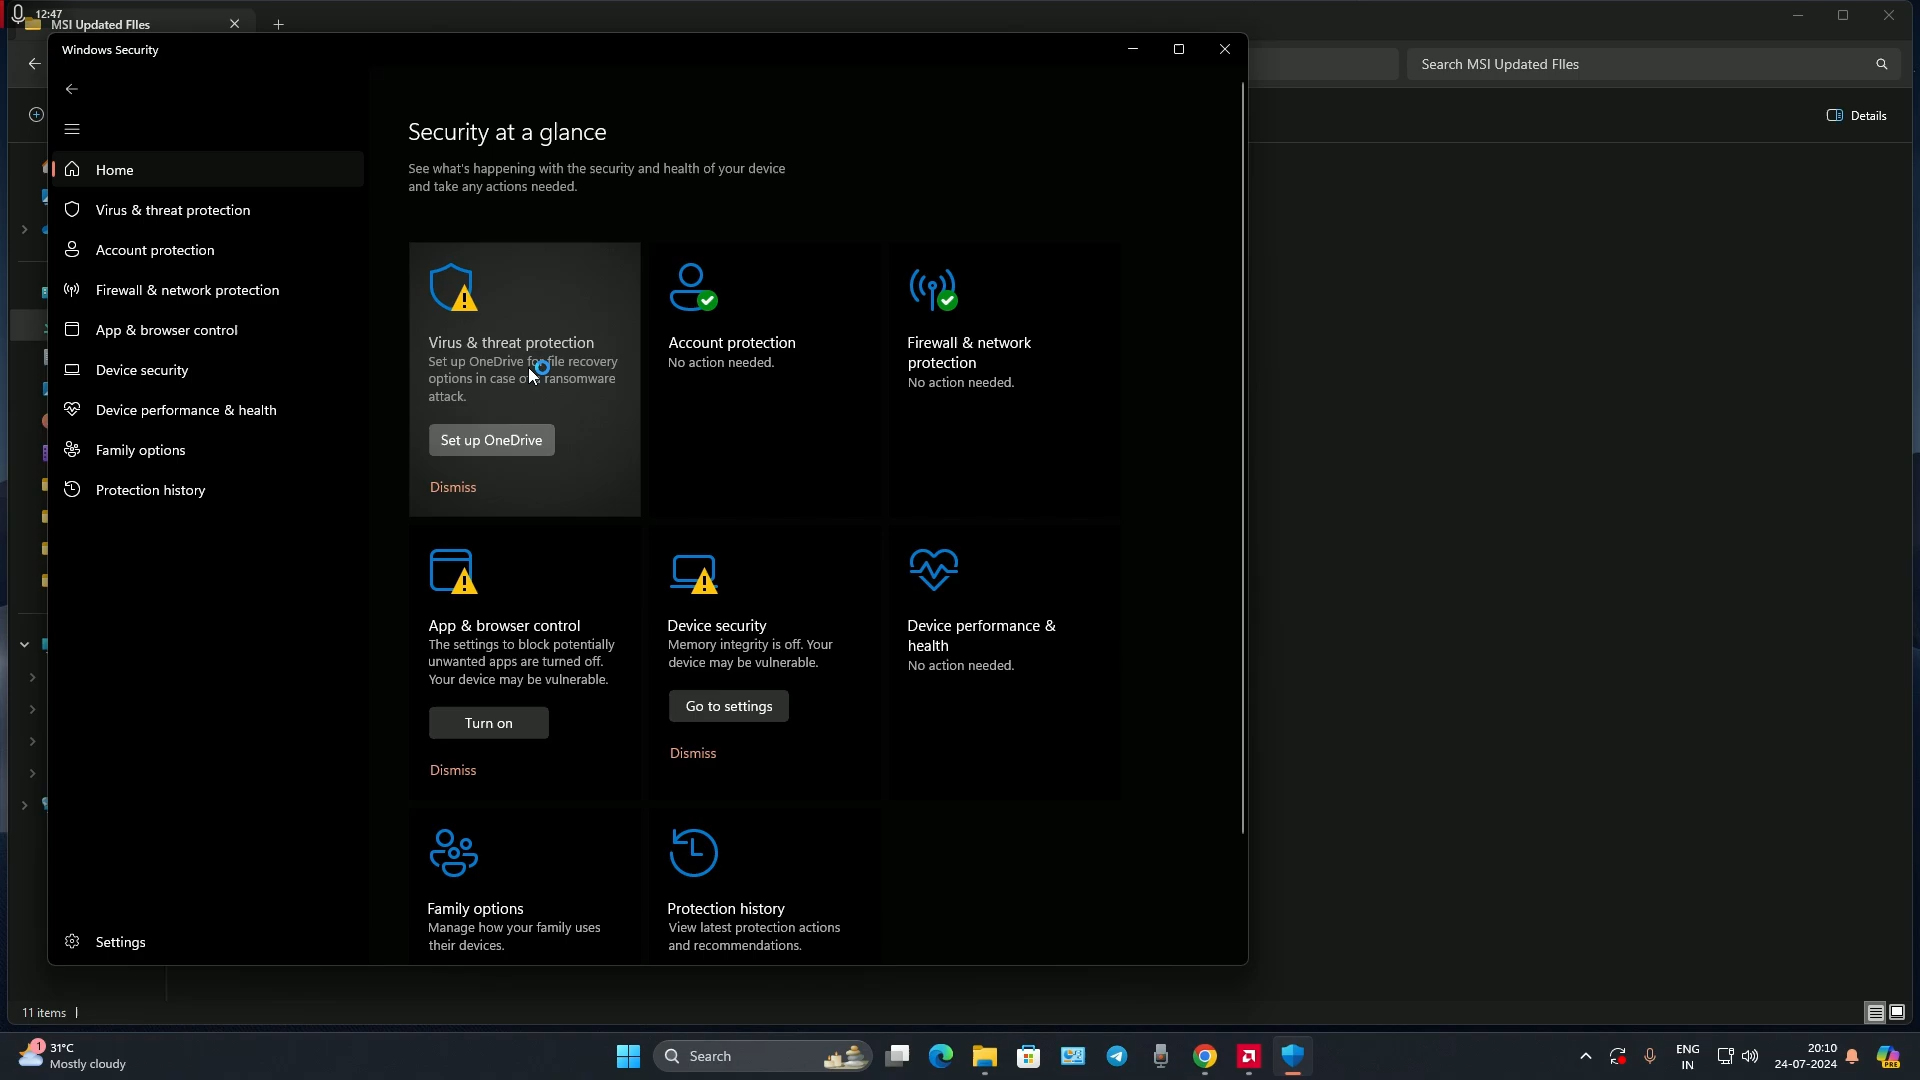 12:47
MSI Updated FIles
Windows Security
Search MSI Updated FIles
Details
Home
Virus & threat protection
Account protection
Firewall & network protection
App & browser control
Device security
Device performance & health
Family options
Protection history
Settings
Security at a glance
See what's happening with the security and health of your device
and take any actions needed.
Virus & threat protection
Set up OneDrive for file recovery
options in case of a ransomware
attack.
Set up OneDrive
Dismiss
Account protection
No action needed.
Firewall & network
protection
No action needed.
App & browser control
The settings to block potentially
unwanted apps are turned off.
Your device may be vulnerable.
Turn on
Dismiss
Device security
Memory integrity is off. Your
device may be vulnerable.
Go to settings
Dismiss
Device performance &
health
No action needed.
Family options
Manage how your family uses
their devices.
Protection history
View latest protection actions
and recommendations.
11 items
1
31°C
Mostly cloudy
Search
ENG
IN
20:10
24-07-2024
PRE